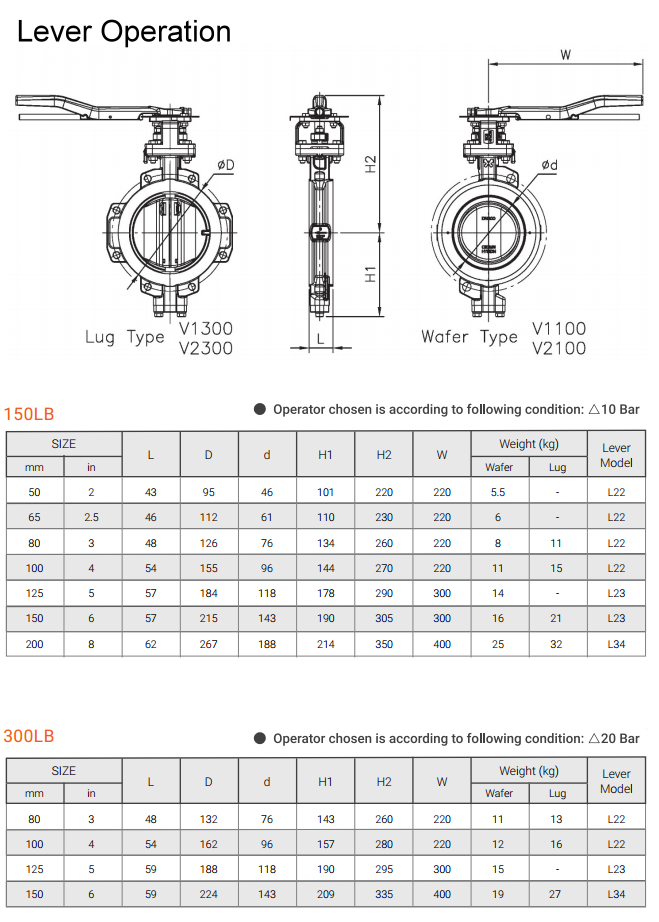 Lever Operation
W
øD
ød
H2
H1
L
Lug Type V1300
V2300
Wafer Type V1100
V2100
150LB
● Operator chosen is according to following condition: △10 Bar
SIZE L D d H1 H2 W Weight (kg) Lever Model
mm in Wafer Lug
50 2 43 95 46 101 220 220 5.5 - L22
65 2.5 46 112 61 110 230 220 6 - L22
80 3 48 126 76 134 260 220 8 11 L22
100 4 54 155 96 144 270 220 11 15 L22
125 5 57 184 118 178 290 300 14 - L23
150 6 57 215 143 190 305 300 16 21 L23
200 8 62 267 188 214 350 400 25 32 L34
300LB
● Operator chosen is according to following condition: △20 Bar
SIZE L D d H1 H2 W Weight (kg) Lever Model
mm in Wafer Lug
80 3 48 132 76 143 260 220 11 13 L22
100 4 54 162 96 157 280 220 12 16 L22
125 5 59 188 118 190 295 300 15 - L23
150 6 59 224 143 209 335 400 19 27 L34